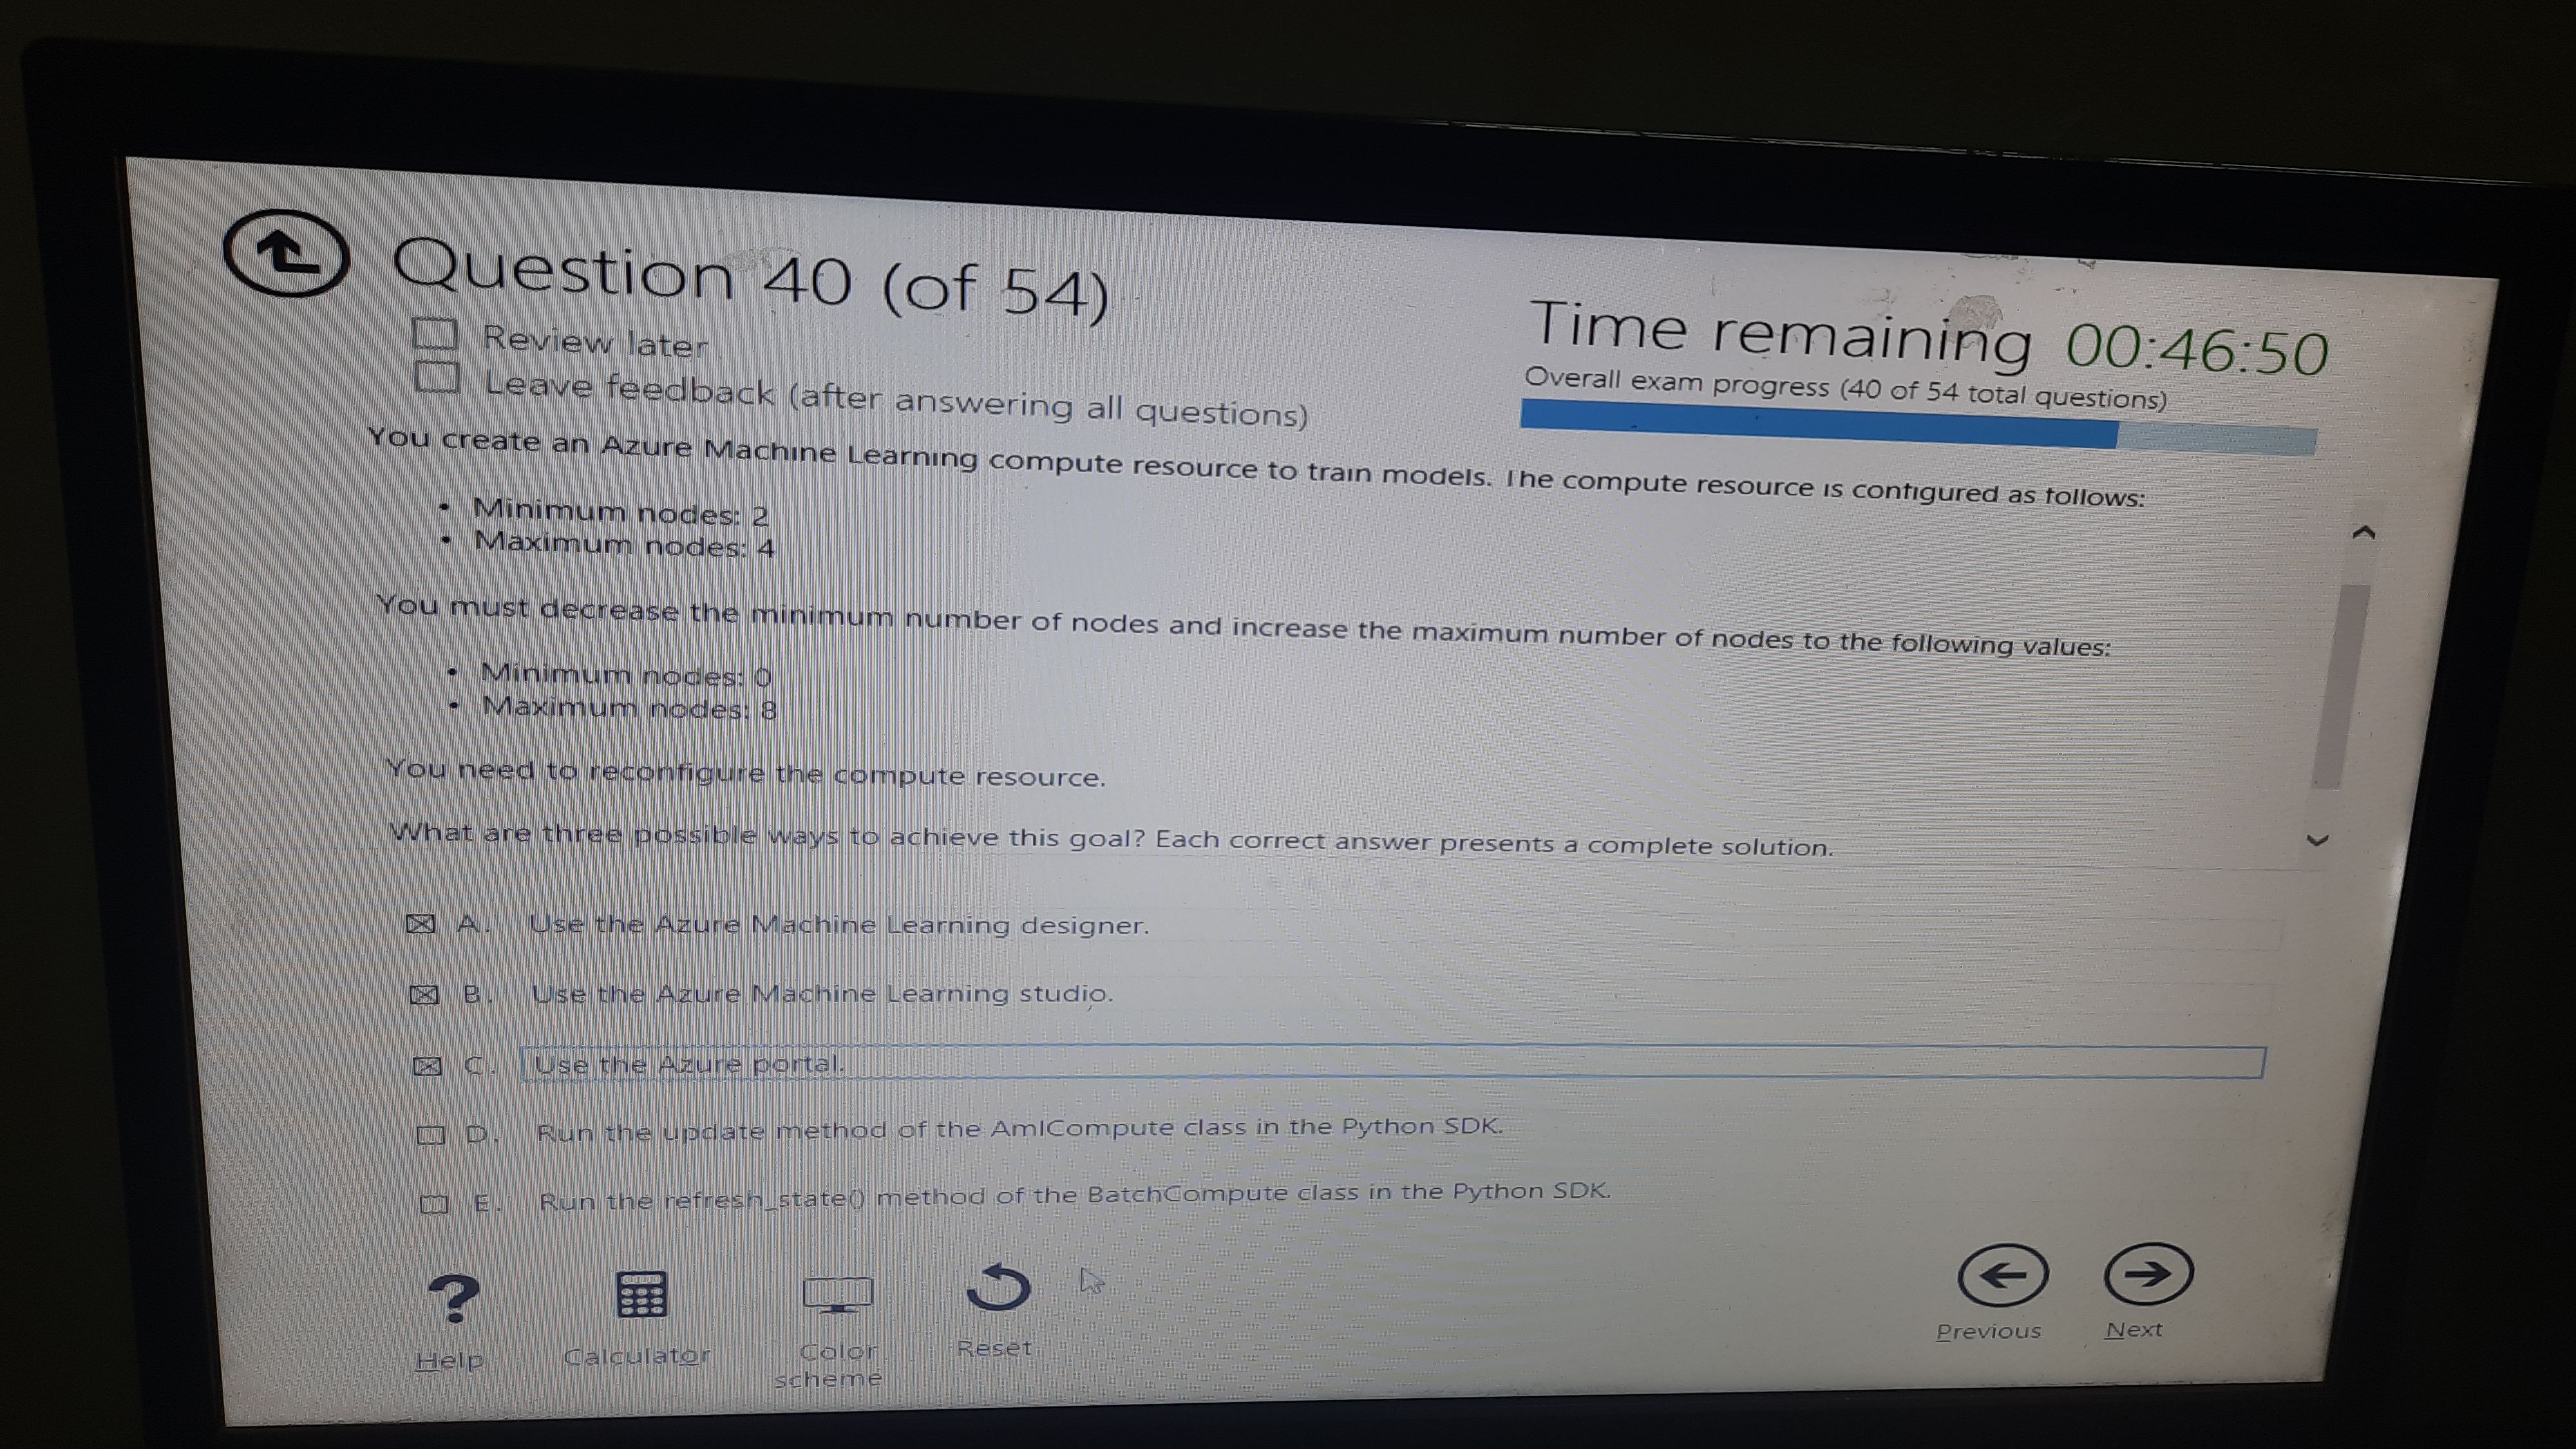 Question 40 (of 54)
Time remaining 00:46:50
Review later
Leave feedback (after answering all questions)
Overall exam progress (40 of 54 total questions)
You create an Azure Machine Learning compute resource to train models. The compute resource is configured as follows:
• Minimum nodes: 2
• Maximum nodes: 4
You must decrease the minimum number of nodes and increase the maximum number of nodes to the following values:
• Minimum nodes: 0
• Maximum nodes: 8
You need to reconfigure the compute resource.
What are three possible ways to achieve this goal? Each correct answer presents a complete solution.
A. Use the Azure Machine Learning designer.
B. Use the Azure Machine Learning studio.
C. Use the Azure portal.
D. Run the update method of the AmlCompute class in the Python SDK.
E. Run the refresh_state() method of the BatchCompute class in the Python SDK.
?
Help
Calculator
Color
scheme
Reset
Previous
Next